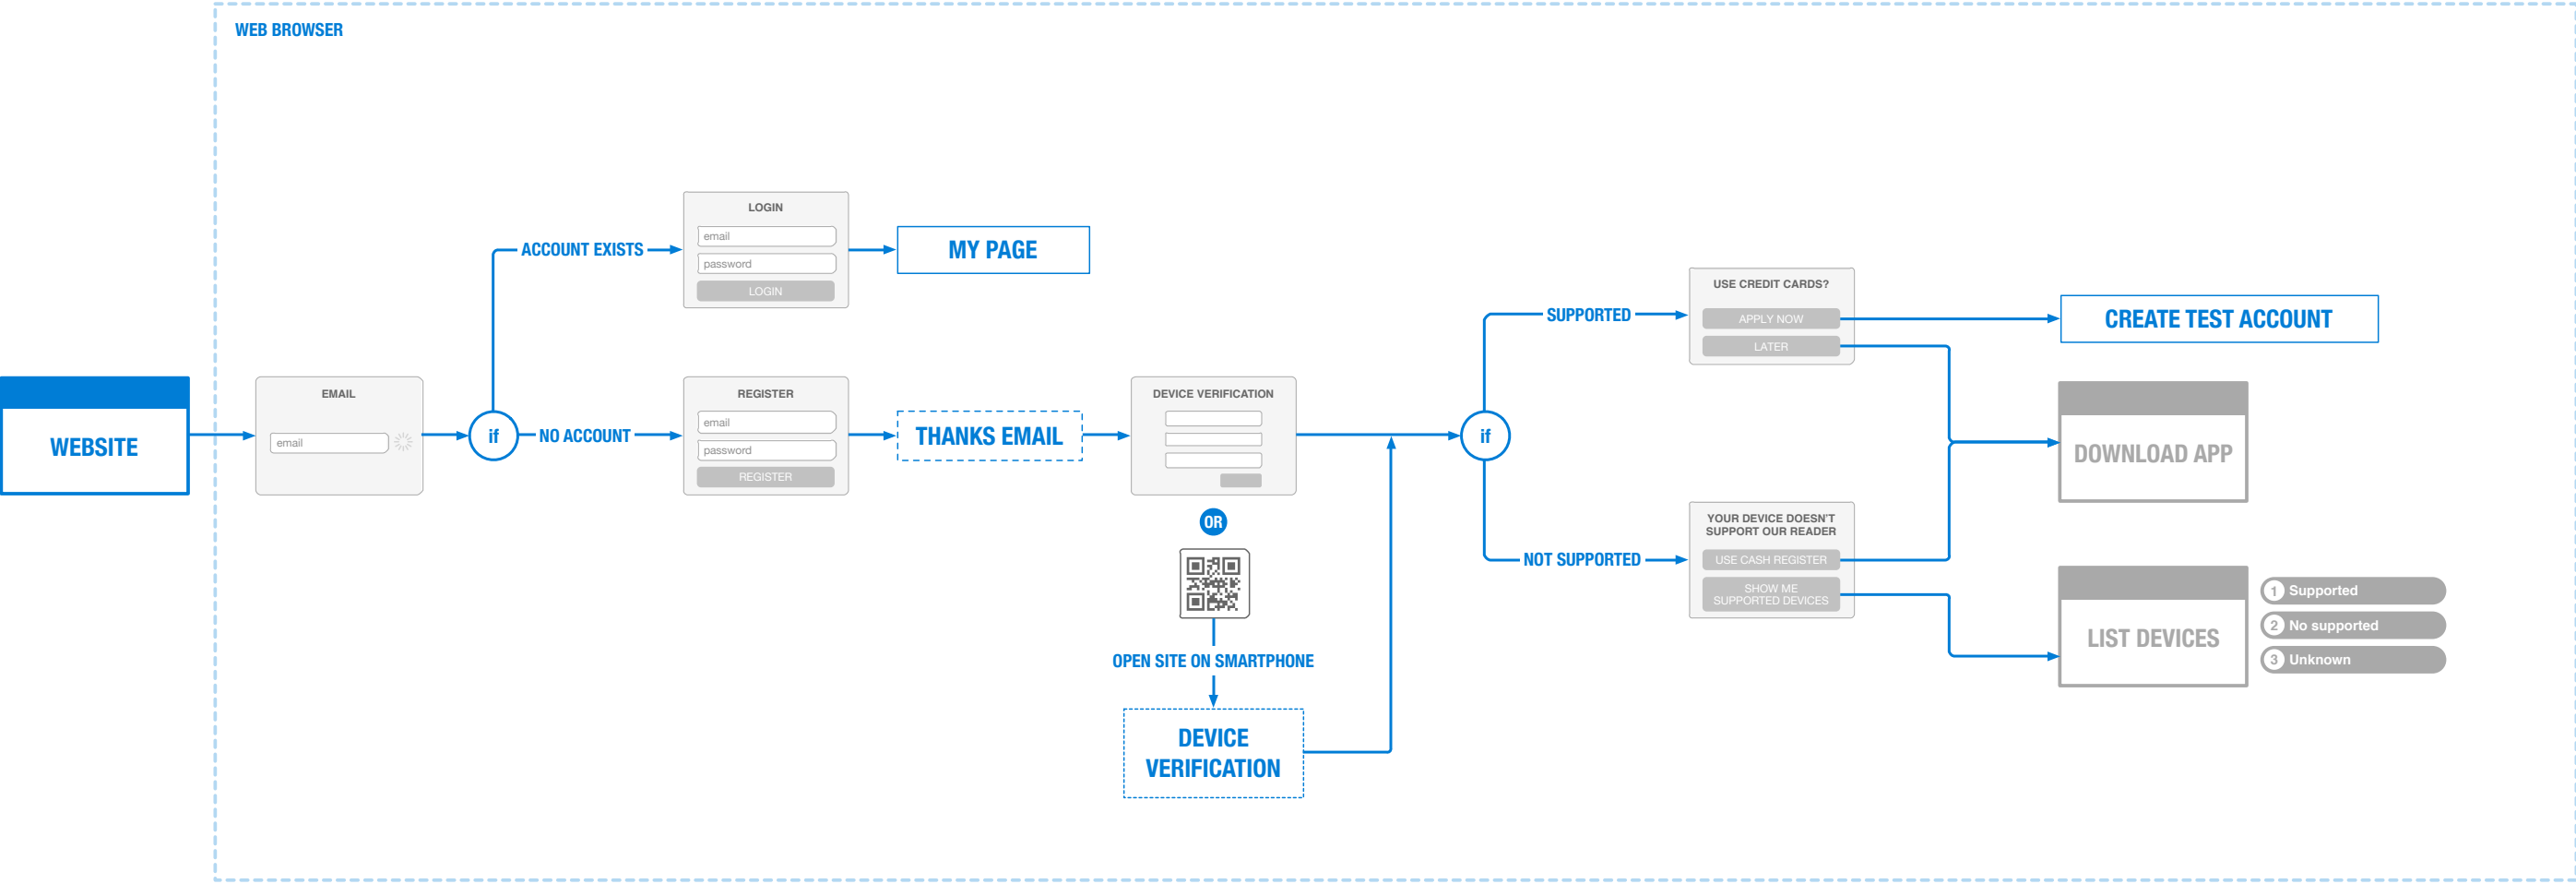 WEB BROWSER
WEBSITE
EMAIL
email
if
ACCOUNT EXISTS
LOGIN
email
password
LOGIN
MY PAGE
NO ACCOUNT
REGISTER
email
password
REGISTER
THANKS EMAIL
DEVICE VERIFICATION
OR
OPEN SITE ON SMARTPHONE
DEVICE
VERIFICATION
if
SUPPORTED
USE CREDIT CARDS?
APPLY NOW
LATER
CREATE TEST ACCOUNT
DOWNLOAD APP
NOT SUPPORTED
YOUR DEVICE DOESN'T
SUPPORT OUR READER
USE CASH REGISTER
SHOW ME
SUPPORTED DEVICES
LIST DEVICES
1 Supported
2 No supported
3 Unknown